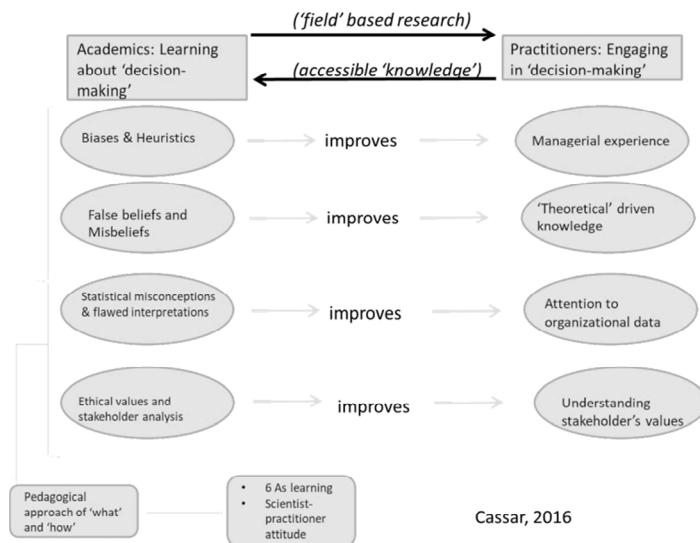 ('field' based research)
Academics: Learning
about 'decision-
making'
(accessible 'knowledge')
Practitioners: Engaging
in 'decision-making'
Biases & Heuristics
improves
Managerial experience
False beliefs and
Misbeliefs
improves
'Theoretical' driven
knowledge
Statistical misconceptions
& flawed interpretations
improves
Attention to
organizational data
Ethical values and
stakeholder analysis
improves
Understanding
stakeholder's values
Pedagogical
approach of 'what'
and 'how'
• 6 As learning
• Scientist-
practitioner
attitude
Cassar, 2016